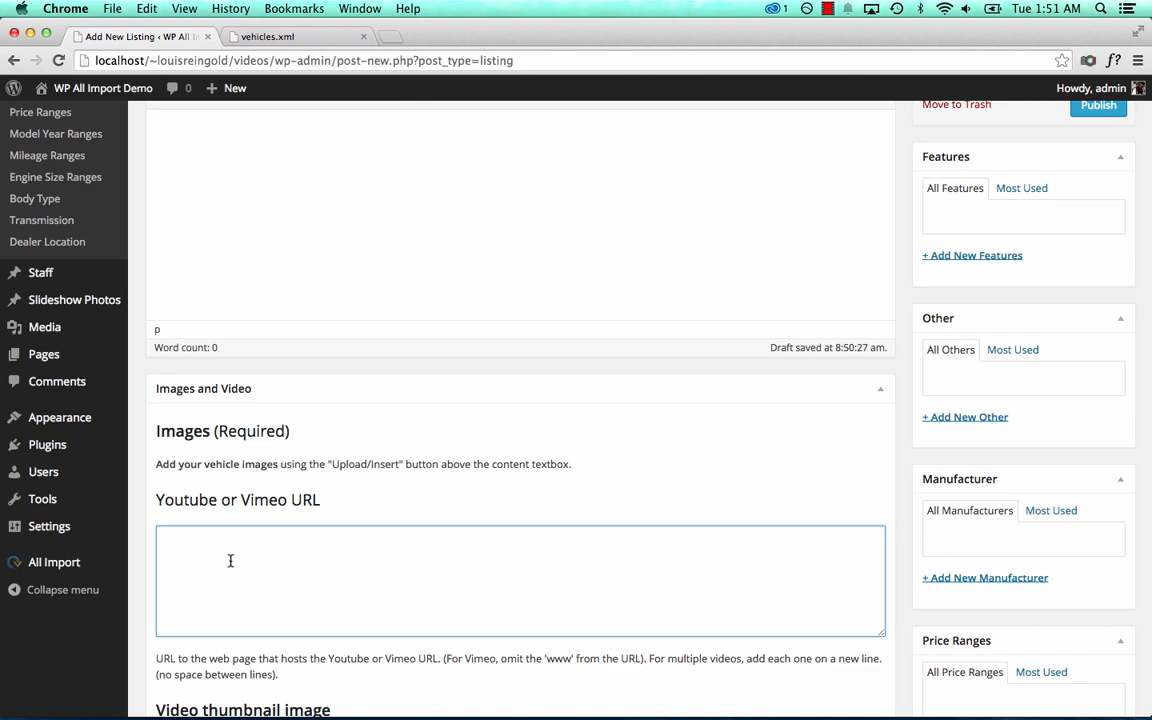 Chrome File Edit View History Bookmarks Window Help
1
Tue 1:51 AM
Add New Listing ‹ WP All In
vehicles.xml
localhost/~louisreingold/videos/wp-admin/post-new.php?post_type=listing
f?
WP All Import Demo 0 New
Howdy, admin
Price Ranges
Model Year Ranges
Mileage Ranges
Engine Size Ranges
Body Type
Transmission
Dealer Location
Staff
Slideshow Photos
Media
Pages
Comments
Appearance
Plugins
Users
Tools
Settings
All Import
Collapse menu
p
Word count: 0
Draft saved at 8:50:27 am.
Images and Video
Images (Required)
Add your vehicle images using the "Upload/Insert" button above the content textbox.
Youtube or Vimeo URL
URL to the web page that hosts the Youtube or Vimeo URL. (For Vimeo, omit the 'www' from the URL). For multiple videos, add each one on a new line.
(no space between lines).
Video thumbnail image
Move to Trash
Publish
Features
All Features Most Used
+ Add New Features
Other
All Others Most Used
+ Add New Other
Manufacturer
All Manufacturers Most Used
+ Add New Manufacturer
Price Ranges
All Price Ranges Most Used